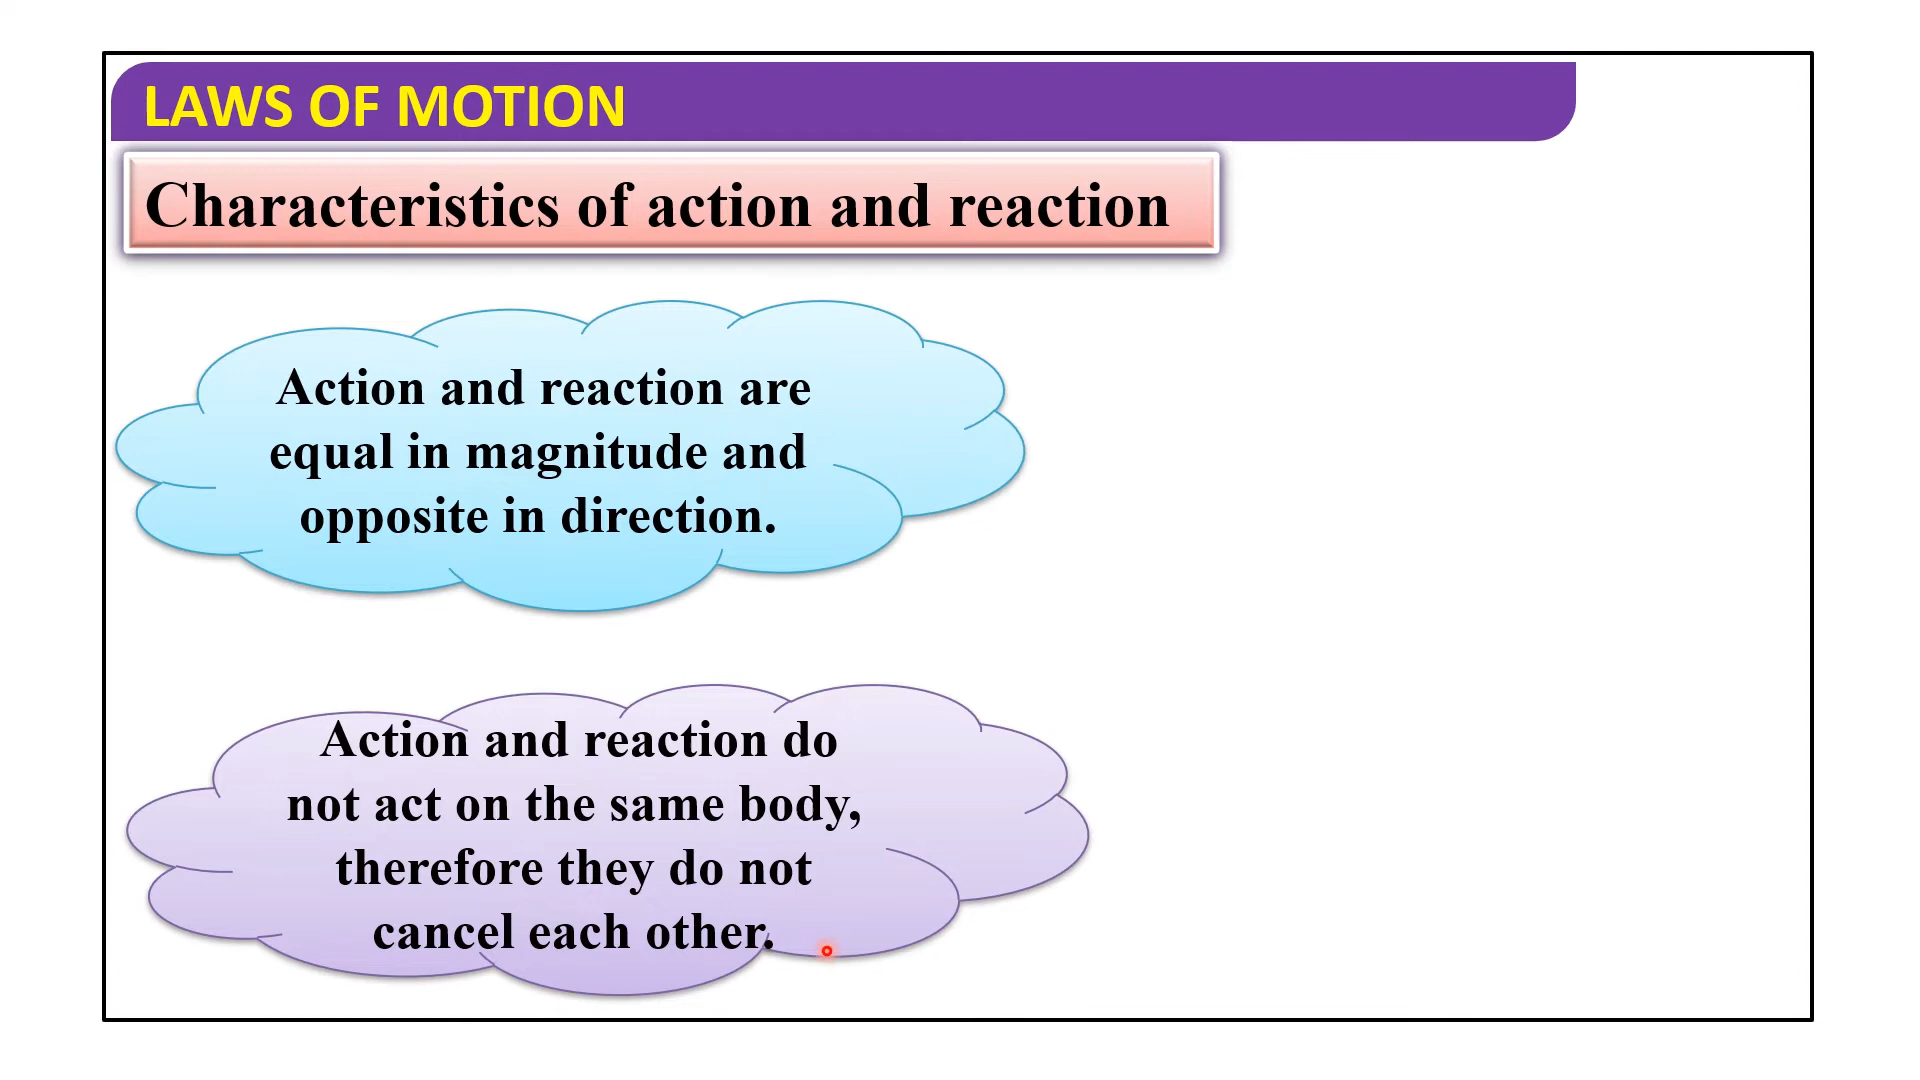 LAWS OF MOTION
Characteristics of action and reaction
Action and reaction are
equal in magnitude and
opposite in direction.
Action and reaction do
not act on the same body,
therefore they do not
cancel each other.